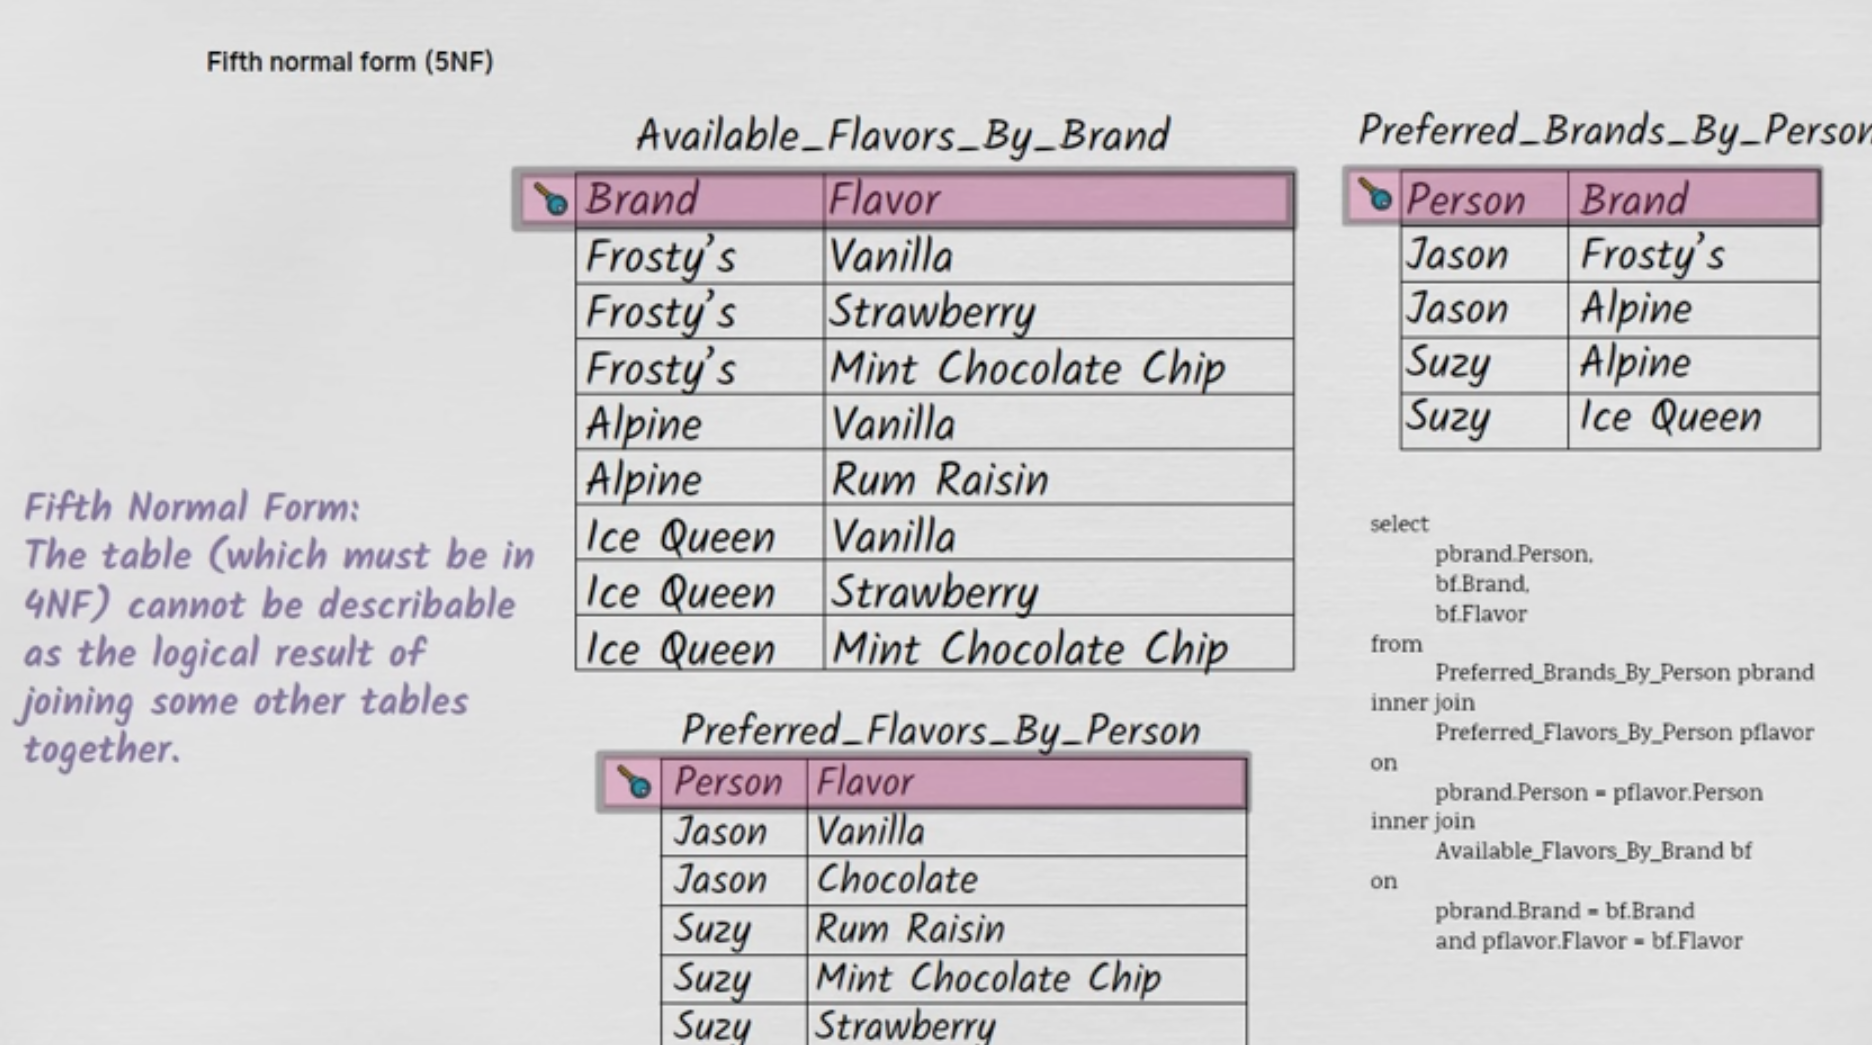 Fifth normal form (5NF)
Available_Flavors_By_Brand
Brand Flavor
Frosty's Vanilla
Frosty's Strawberry
Frosty's Mint Chocolate Chip
Alpine Vanilla
Alpine Rum Raisin
Ice Queen Vanilla
Ice Queen Strawberry
Ice Queen Mint Chocolate Chip
Preferred_Brands_By_Person
Person Brand
Jason Frosty's
Jason Alpine
Suzy Alpine
Suzy Ice Queen
Fifth Normal Form:
The table (which must be in
4NF) cannot be describable
as the logical result of
joining some other tables
together.
Preferred_Flavors_By_Person
Person Flavor
Jason Vanilla
Jason Chocolate
Suzy Rum Raisin
Suzy Mint Chocolate Chip
Suzy Strawberry
select
pbrand.Person,
bf.Brand,
bf.Flavor
from
Preferred_Brands_By_Person pbrand
inner join
Preferred_Flavors_By_Person pflavor
on
pbrand.Person = pflavor.Person
inner join
Available_Flavors_By_Brand bf
on
pbrand.Brand = bf.Brand
and pflavor.Flavor = bf.Flavor